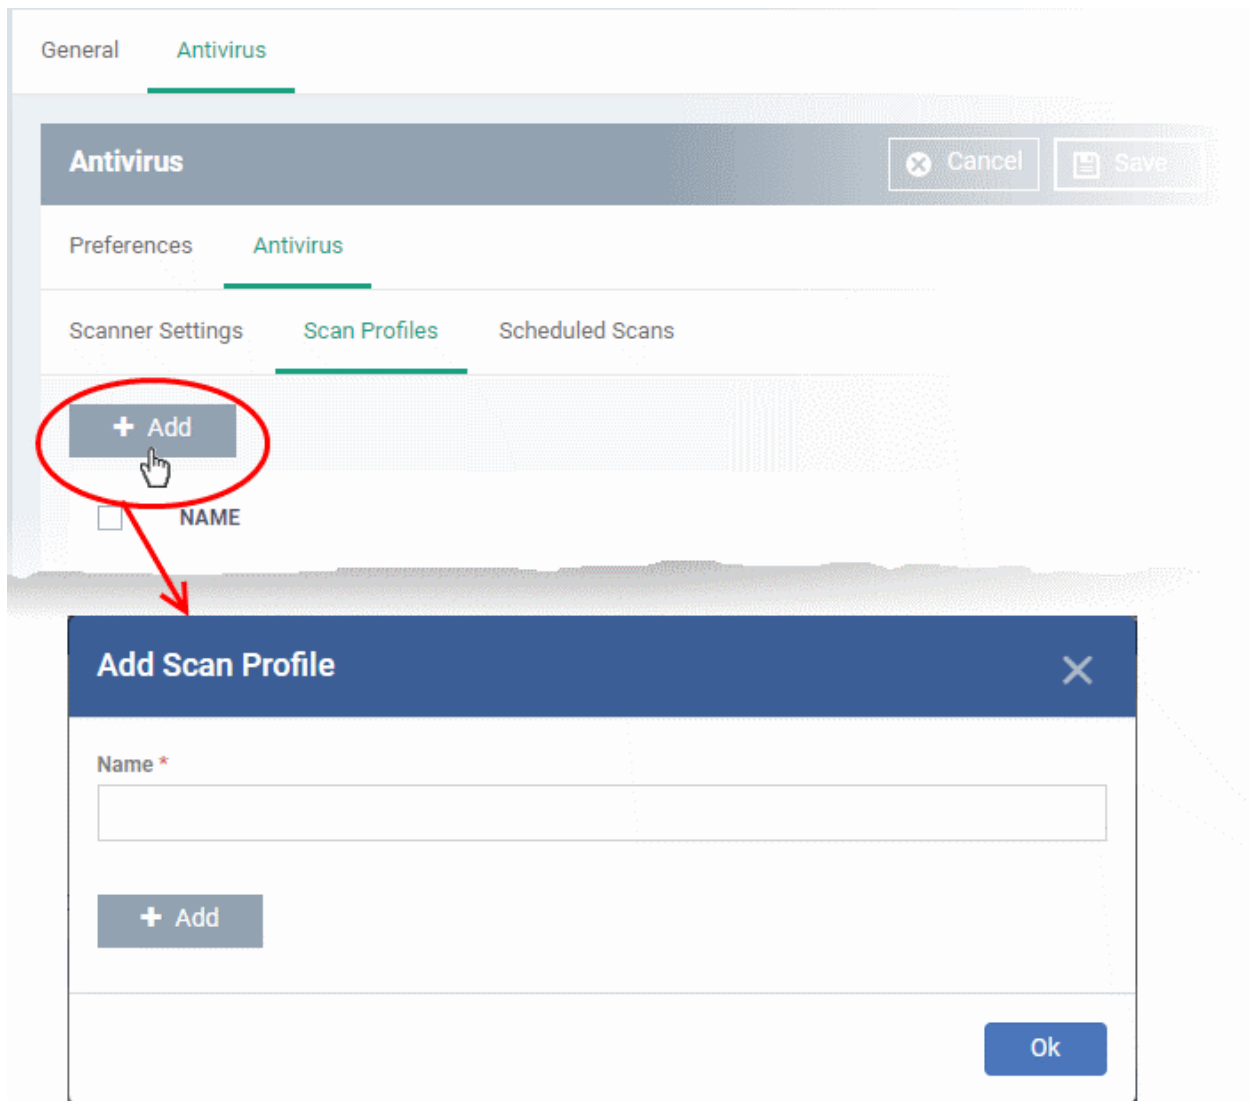 General Antivirus
Antivirus Cancel Save
Preferences Antivirus
Scanner Settings Scan Profiles Scheduled Scans
+ Add
NAME
Add Scan Profile
Name *
+ Add
Ok